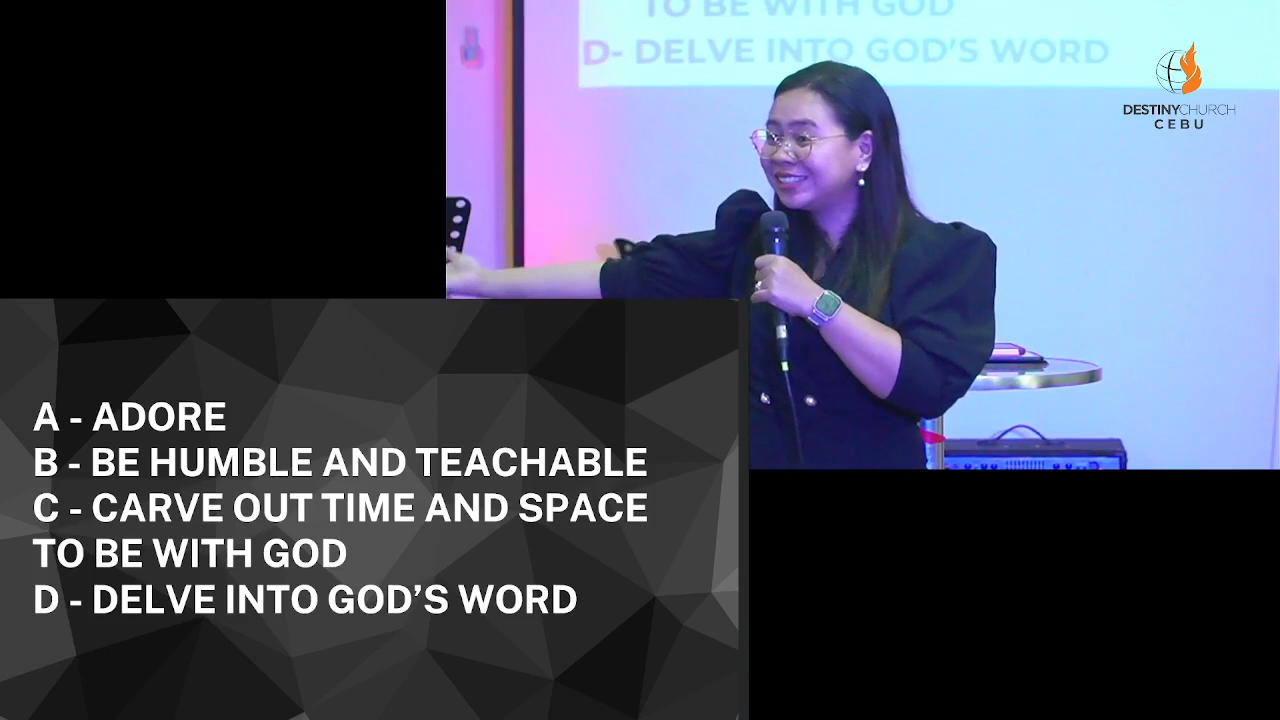 TO BE WITH GOD
D- DELVE INTO GOD'S WORD
DESTINYCHURCH
CEBU
A - ADORE
B - BE HUMBLE AND TEACHABLE
C - CARVE OUT TIME AND SPACE
TO BE WITH GOD
D - DELVE INTO GOD’S WORD